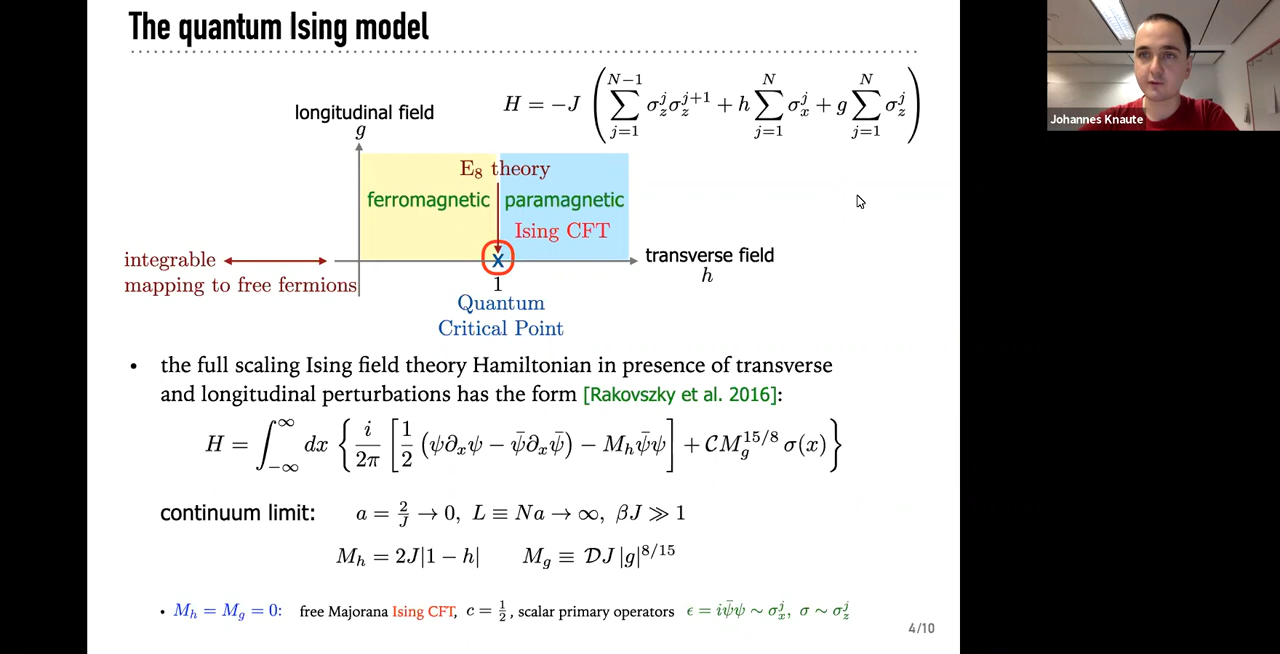 The quantum Ising model
H = −J ( ∑_{j=1}^{N−1} σ_z^j σ_z^{j+1} + h ∑_{j=1}^{N} σ_x^j + g ∑_{j=1}^{N} σ_z^j )
longitudinal field
g
E₈ theory
ferromagnetic
paramagnetic
Ising CFT
x
integrable
mapping to free fermions
transverse field
h
1
Quantum
Critical Point
• the full scaling Ising field theory Hamiltonian in presence of transverse
and longitudinal perturbations has the form [Rakovszky et al. 2016]:
H = ∫_{−∞}^{∞} dx { i/2π [ 1/2 (ψ∂_xψ − ψ̄∂_xψ̄) − M_h ψ̄ψ ] + 𝒞M_g^{15/8} σ(x) }
continuum limit: a = 2/J → 0, L ≡ Na → ∞, βJ ≫ 1
M_h = 2J|1 − h| M_g ≡ 𝒟J |g|^{8/15}
• M_h = M_g = 0: free Majorana Ising CFT, c = 1/2, scalar primary operators ϵ = iψ̄ψ ∼ σ_x^j, σ ∼ σ_z^j
4/10
Johannes Knaute